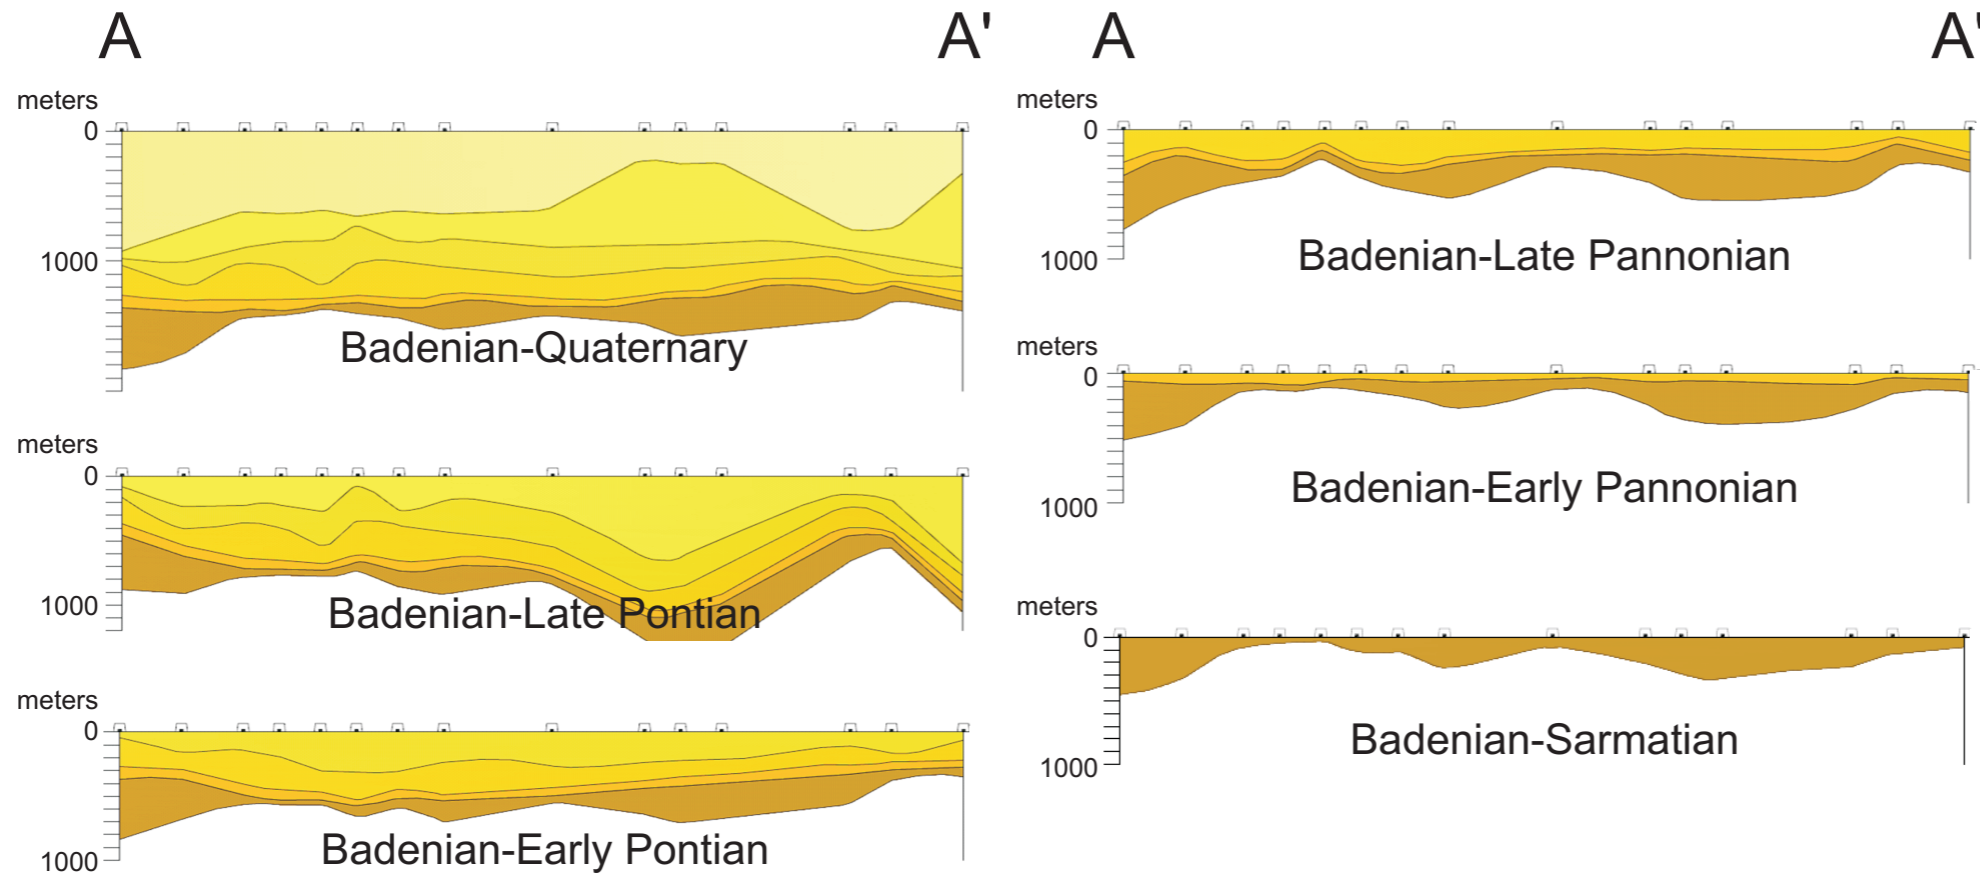 A A'
meters
0
1000
Badenian-Quaternary
meters
0
1000
Badenian-Late Pontian
meters
0
1000
Badenian-Early Pontian
A A'
meters
0
1000
Badenian-Late Pannonian
meters
0
1000
Badenian-Early Pannonian
meters
0
1000
Badenian-Sarmatian